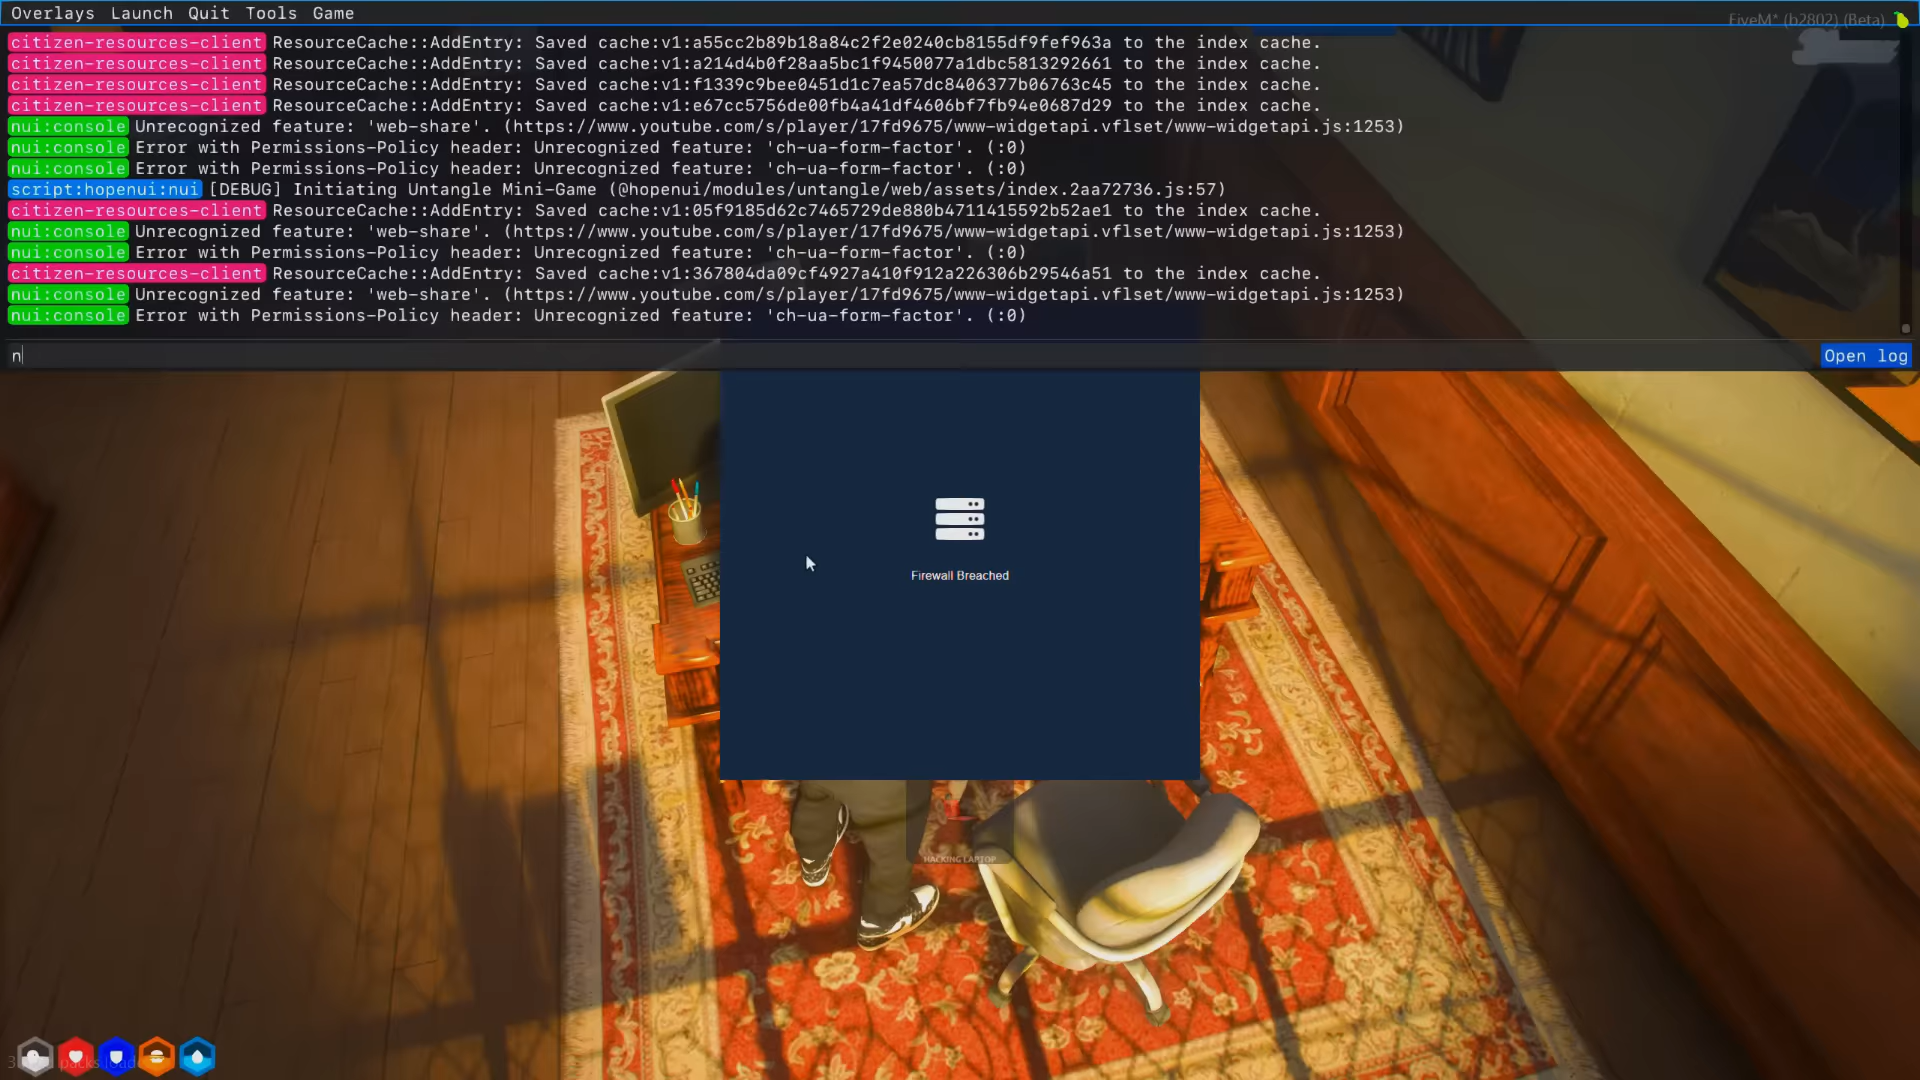 Overlays Launch Quit Tools Game
FiveM* (b2802) (Beta)
citizen-resources-client ResourceCache::AddEntry: Saved cache:v1:a55cc2b89b18a84c2f2e0240cb8155df9fef963a to the index cache.
citizen-resources-client ResourceCache::AddEntry: Saved cache:v1:a214d4b0f28aa5bc1f9450077a1dbc5813292661 to the index cache.
citizen-resources-client ResourceCache::AddEntry: Saved cache:v1:f1339c9bee0451d1c7ea57dc8406377b06763c45 to the index cache.
citizen-resources-client ResourceCache::AddEntry: Saved cache:v1:e67cc5756de00fb4a41df4606bf7fb94e0687d29 to the index cache.
nui:console Unrecognized feature: 'web-share'. (https://www.youtube.com/s/player/17fd9675/www-widgetapi.vflset/www-widgetapi.js:1253)
nui:console Error with Permissions-Policy header: Unrecognized feature: 'ch-ua-form-factor'. (:0)
nui:console Error with Permissions-Policy header: Unrecognized feature: 'ch-ua-form-factor'. (:0)
script:hopenui:nui [DEBUG] Initiating Untangle Mini-Game (@hopenui/modules/untangle/web/assets/index.2aa72736.js:57)
citizen-resources-client ResourceCache::AddEntry: Saved cache:v1:05f9185d62c7465729de880b4711415592b52ae1 to the index cache.
nui:console Unrecognized feature: 'web-share'. (https://www.youtube.com/s/player/17fd9675/www-widgetapi.vflset/www-widgetapi.js:1253)
nui:console Error with Permissions-Policy header: Unrecognized feature: 'ch-ua-form-factor'. (:0)
citizen-resources-client ResourceCache::AddEntry: Saved cache:v1:367804da09cf4927a410f912a226306b29546a51 to the index cache.
nui:console Unrecognized feature: 'web-share'. (https://www.youtube.com/s/player/17fd9675/www-widgetapi.vflset/www-widgetapi.js:1253)
nui:console Error with Permissions-Policy header: Unrecognized feature: 'ch-ua-form-factor'. (:0)
n
Open log
Firewall Breached
HACKING LAPTOP